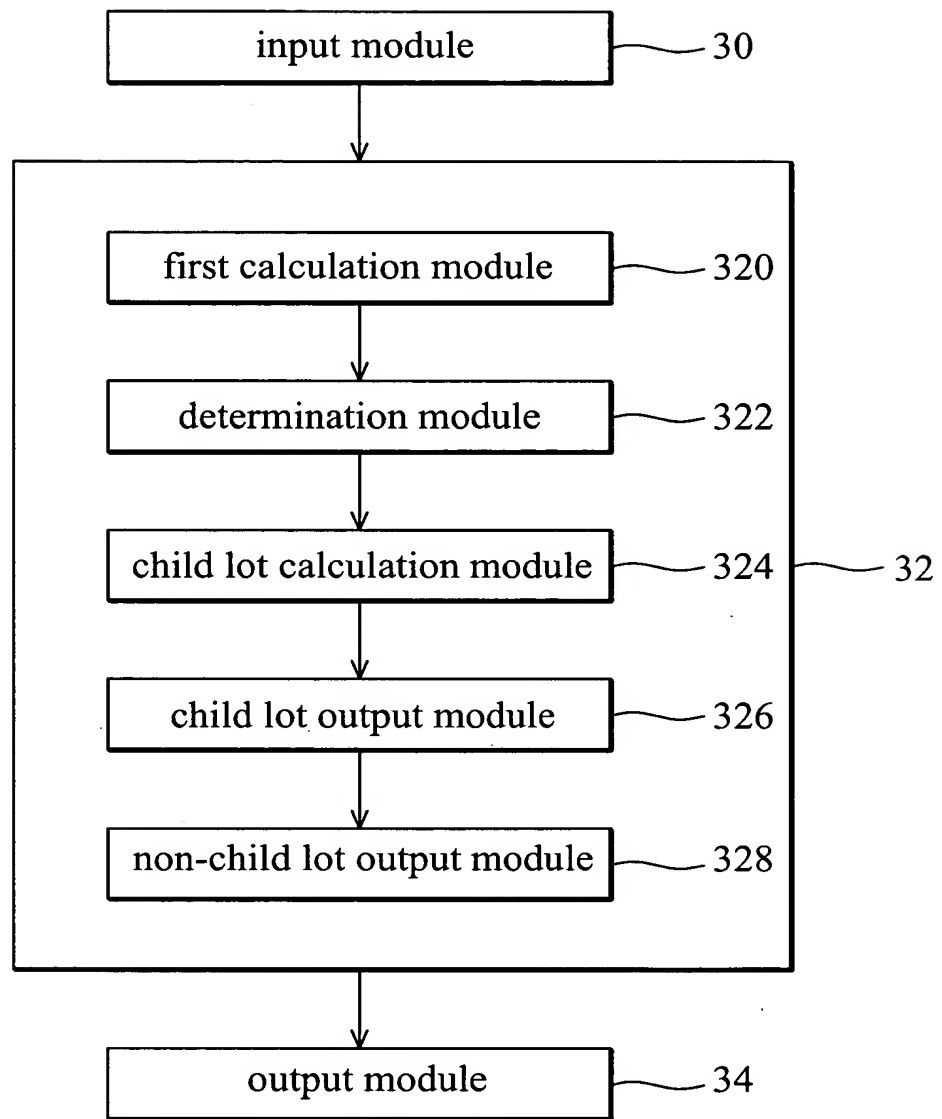 input module 30
first calculation module 320
determination module 322
child lot calculation module 324
32
child lot output module 326
non-child lot output module 328
output module 34